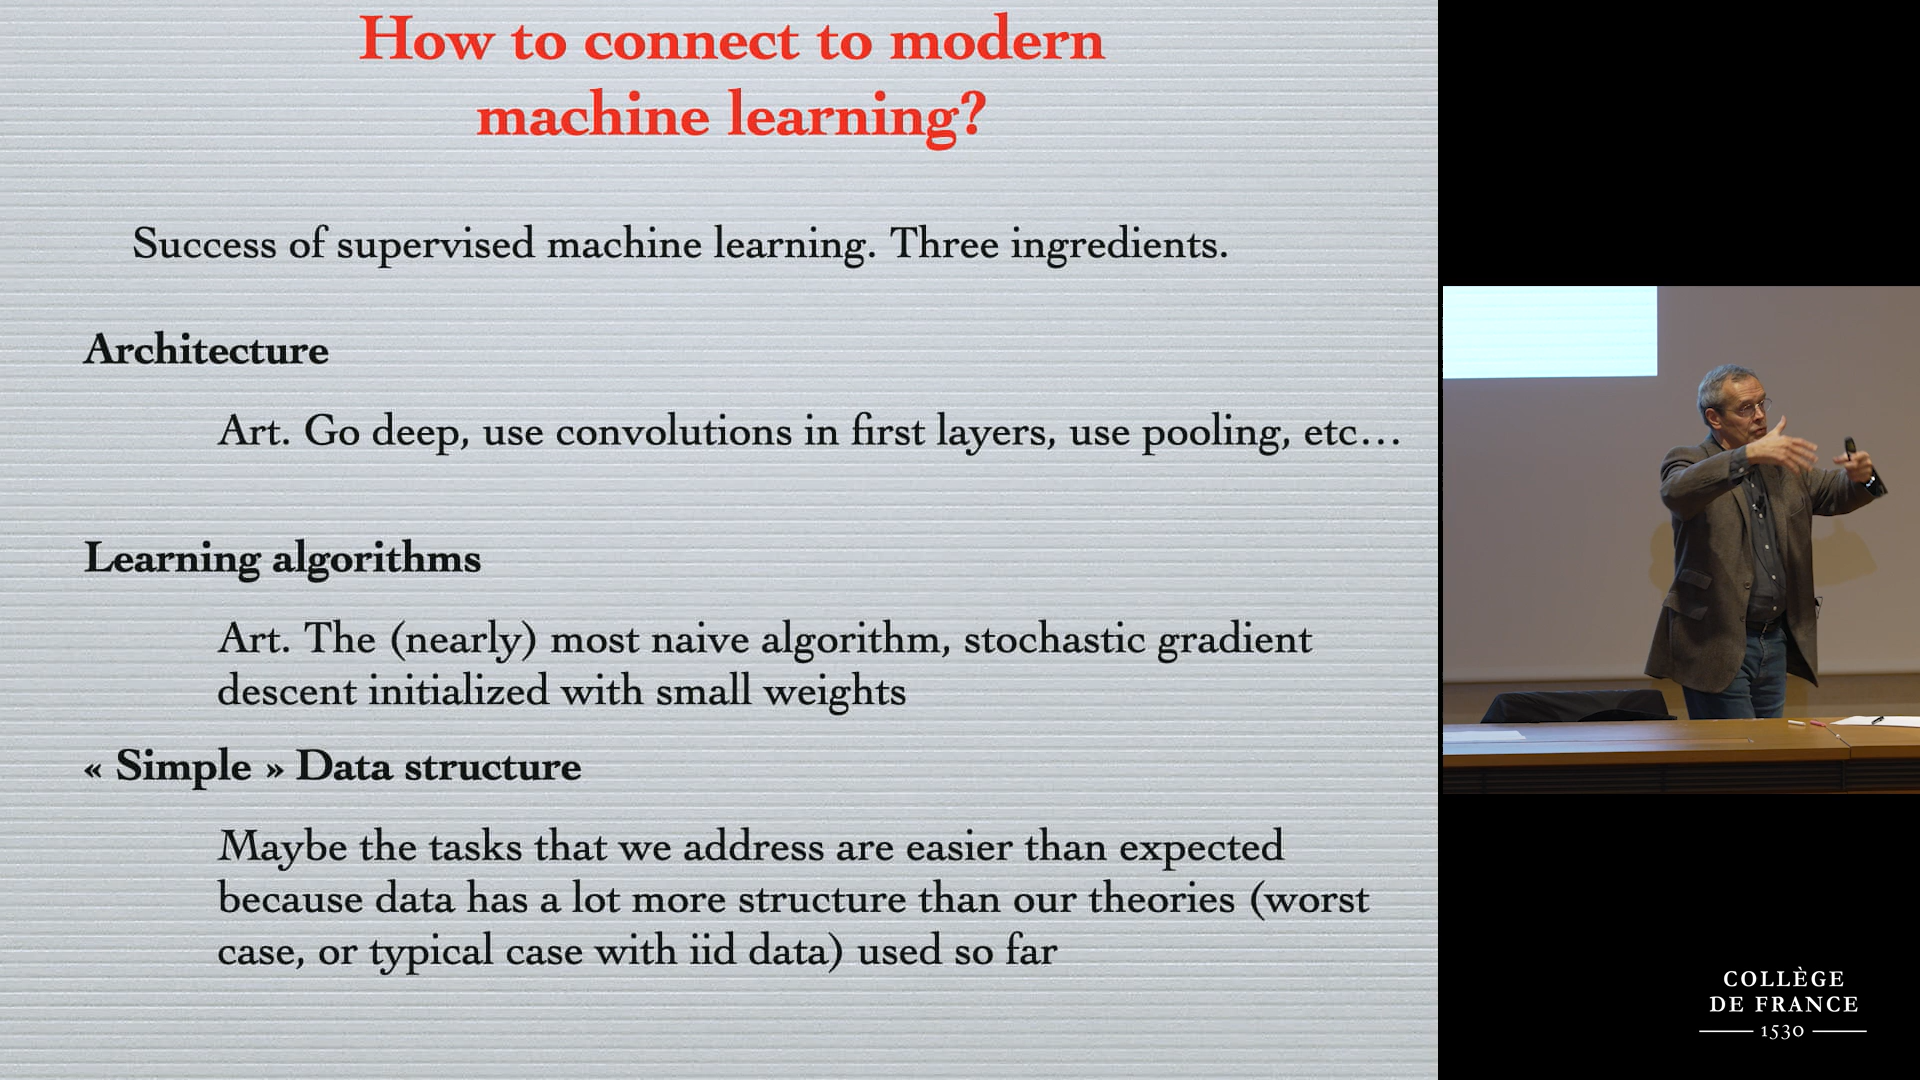 How to connect to modern
machine learning?
Success of supervised machine learning. Three ingredients.
Architecture
Art. Go deep, use convolutions in first layers, use pooling, etc…
Learning algorithms
Art. The (nearly) most naive algorithm, stochastic gradient
descent initialized with small weights
« Simple » Data structure
Maybe the tasks that we address are easier than expected
because data has a lot more structure than our theories (worst
case, or typical case with iid data) used so far
COLLÈGE
DE FRANCE
1530